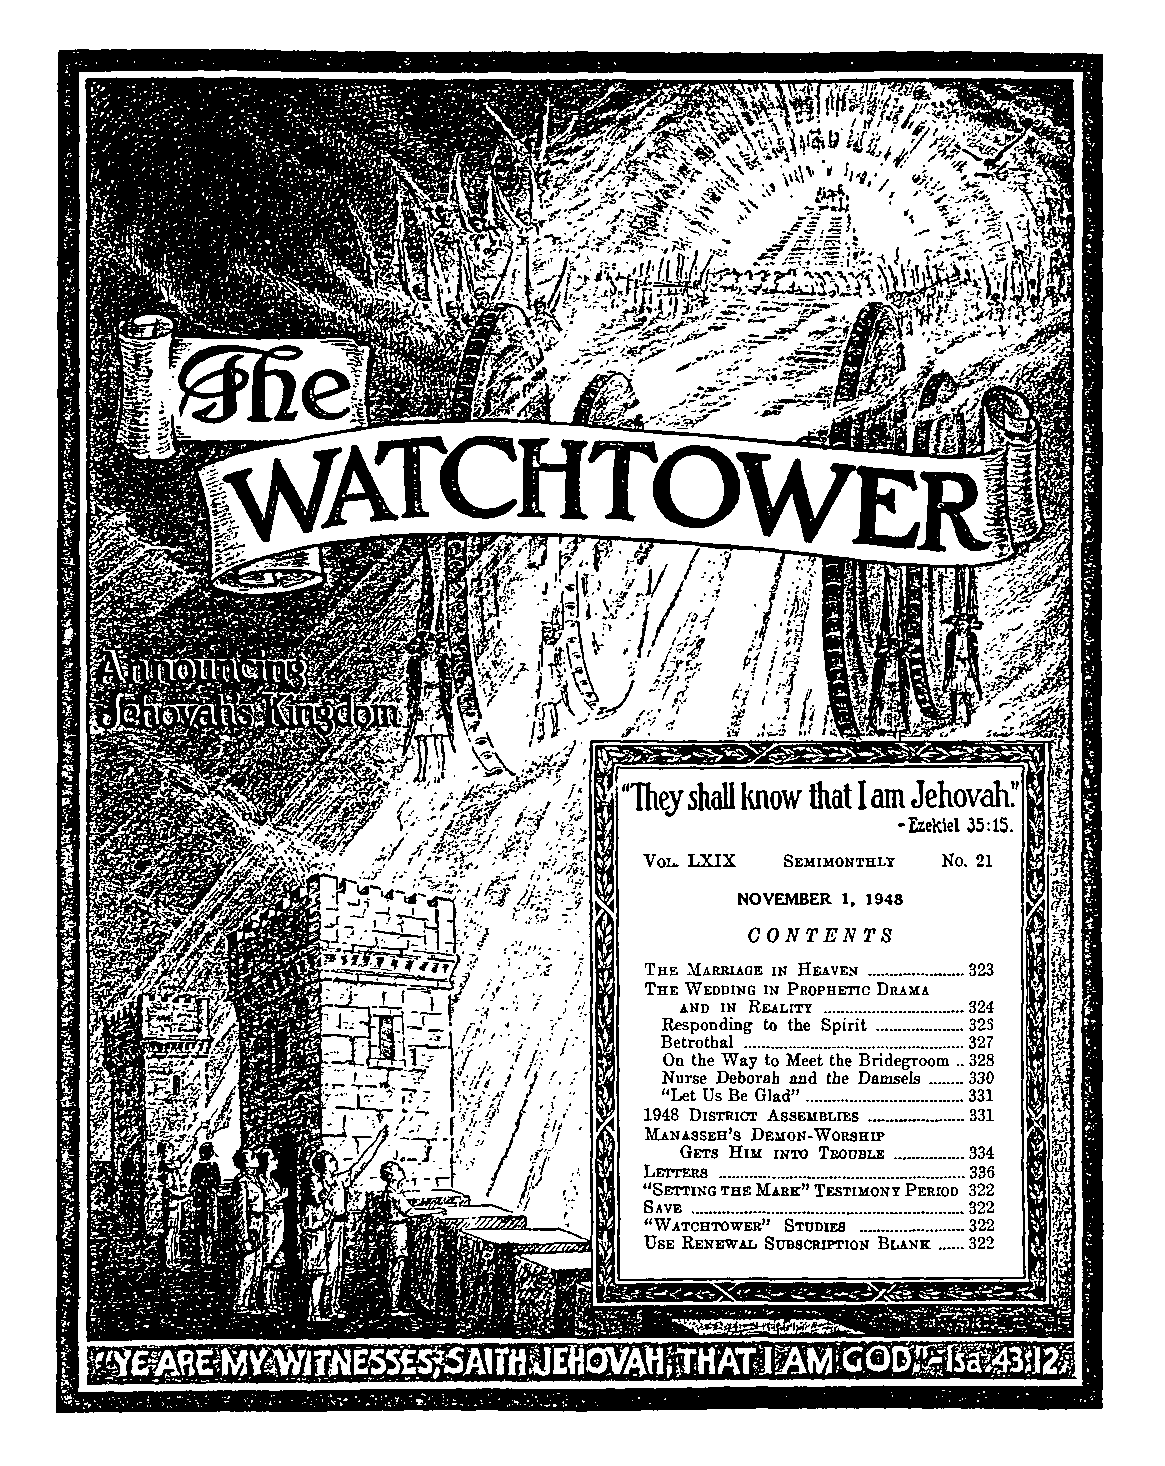 The
WATCHTOWER
Announcing
Jehovah's Kingdom
"They shall know that I am Jehovah."
-Ezekiel 35:15.
VOL. LXIX SEMIMONTHLY NO. 21
NOVEMBER 1, 1948
CONTENTS
THE MARRIAGE IN HEAVEN ..................... 323
THE WEDDING IN PROPHETIC DRAMA
AND IN REALITY ............................... 324
Responding to the Spirit ................... 325
Betrothal ................................................ 327
On the Way to Meet the Bridegroom .. 328
Nurse Deborah and the Damsels ........ 330
"Let Us Be Glad" ................................... 331
1948 DISTRICT ASSEMBLIES ..................... 331
MANASSEH'S DEMON-WORSHIP
GETS HIM INTO TROUBLE ................ 334
LETTERS ...................................................... 336
"SETTING THE MARK" TESTIMONY PERIOD 322
SAVE ............................................................ 322
"WATCHTOWER" STUDIES ....................... 322
USE RENEWAL SUBSCRIPTION BLANK ...... 322
"YE ARE MY WITNESSES, SAITH JEHOVAH, THAT I AM GOD."-Isa. 43:12.